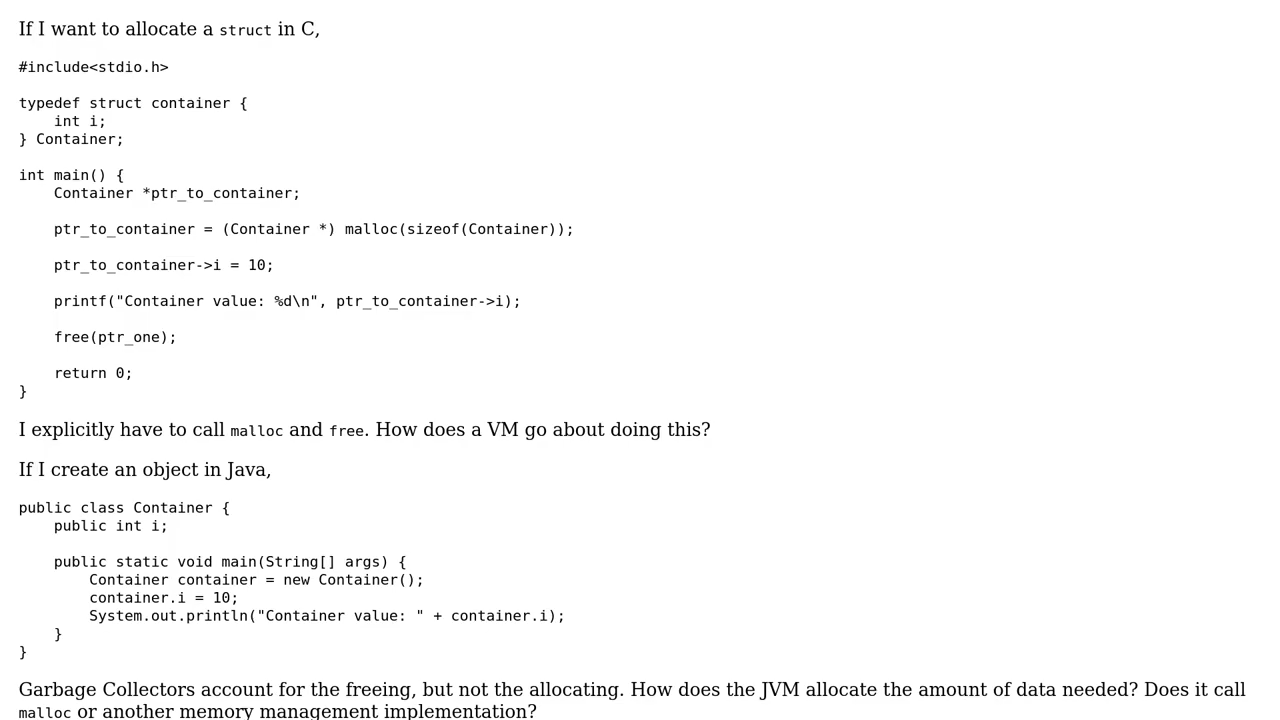 If I want to allocate a struct in C,
#include<stdio.h>
typedef struct container {
    int i;
} Container;
int main() {
    Container *ptr_to_container;
    ptr_to_container = (Container *) malloc(sizeof(Container));
    ptr_to_container->i = 10;
    printf("Container value: %d\n", ptr_to_container->i);
    free(ptr_one);
    return 0;
}
I explicitly have to call malloc and free. How does a VM go about doing this?
If I create an object in Java,
public class Container {
    public int i;
    public static void main(String[] args) {
        Container container = new Container();
        container.i = 10;
        System.out.println("Container value: " + container.i);
    }
}
Garbage Collectors account for the freeing, but not the allocating. How does the JVM allocate the amount of data needed? Does it call
malloc or another memory management implementation?